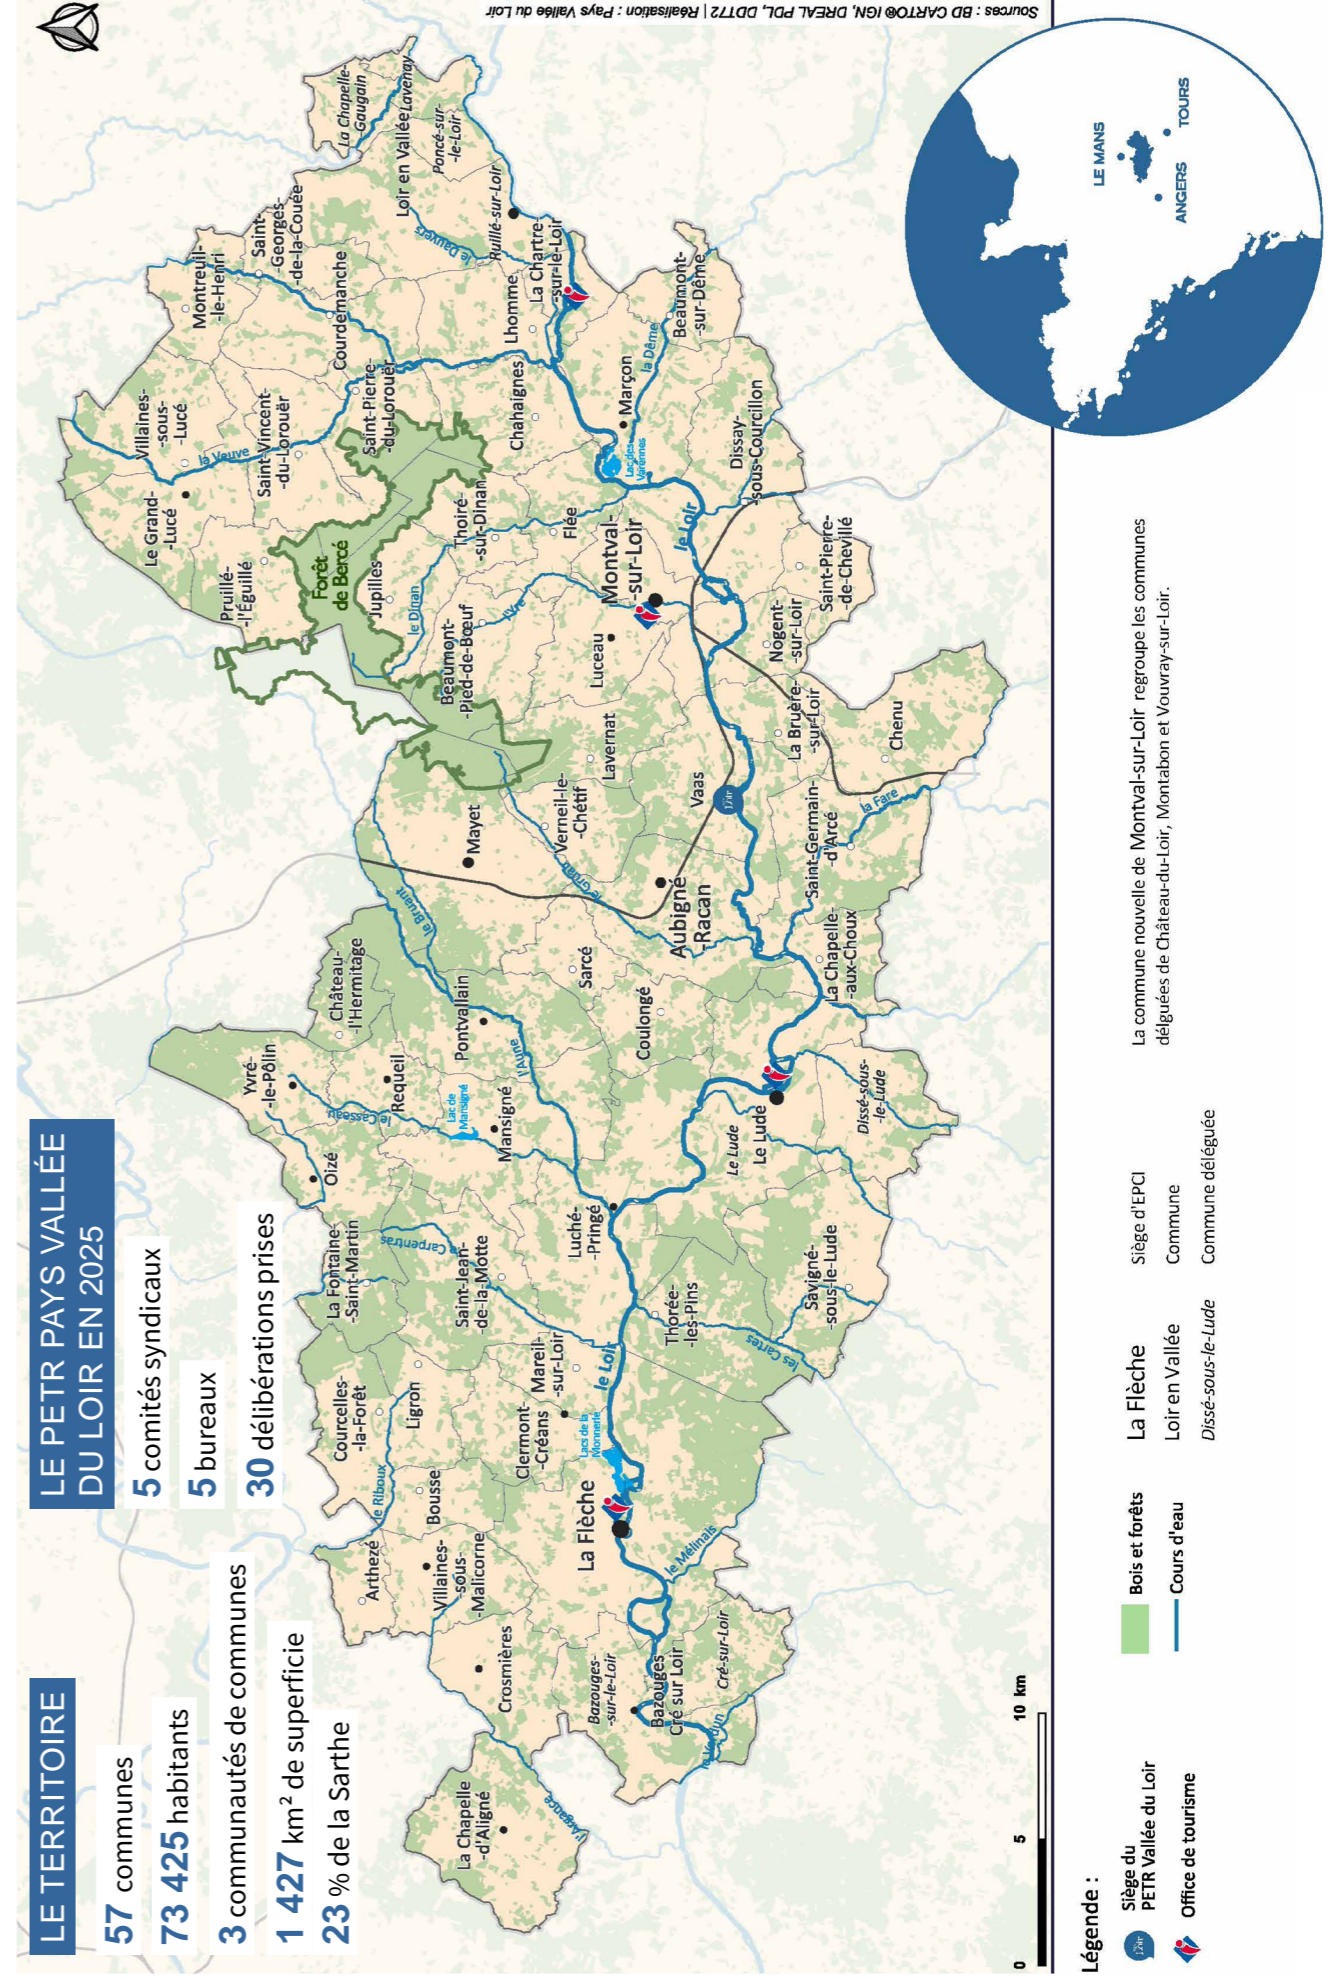 LE TERRITOIRE
57 communes
73 425 habitants
3 communautés de communes
1 427 km² de superficie
23 % de la Sarthe
LE PETR PAYS VALLÉE
DU LOIR EN 2025
5 comités syndicaux
5 bureaux
30 délibérations prises
La Chapelle
-d'Aligné
l'Argance
Crosmières
Arthezé
Villaines-
-sous-
-Malicorne
Bousse
le Riboux
Courcelles-
-la-Forêt
Ligron
La Fontaine-
-Saint-Martin
Oizé
Yvré-
-le-Pôlin
le Casseau
Requeil
Château-
-l'Hermitage
le Carpentras
Saint-Jean-
-de-la-Motte
Lac de
Mansigné
Mansigné
Pontvallain
l'Aune
le Bruant
Mayet
Clermont-
-Créans
Mareil-
-sur-Loir
Lacs de la
Monnerie
La Flèche
le Loir
Luché-
-Pringé
Thorée-
-les-Pins
les Cartes
Savigné-
-sous-le-Lude
Le Lude
Le Lude
Dissé-sous-
-le-Lude
Bazouges-
-sur-le-Loir
Bazouges
Cré sur Loir
Cré-sur-Loir
le Verdun
le Mélinais
Sarcé
Coulongé
Aubigné
-Racan
le Gruau
Verneil-le-
-Chétif
Lavernat
Vaas
La Chapelle-
-aux-Choux
Saint-Germain-
-d'Arcé
la Fare
Chenu
La Bruère-
-sur-Loir
Nogent-
-sur-Loir
Saint-Pierre-
-de-Chevillé
Luceau
Montval-
-sur-Loir
Beaumont-
-Pied-de-Bœuf
l'Yre
le Dinan
Jupilles
Forêt
de Bercé
Thoiré-
-sur-Dinan
Flée
le Loir
Dissay-
-sous-Courcillon
Lac des
Varennes
Marçon
la Dême
Beaumont-
-sur-Dême
Chahaignes
Lhomme
La Chartre-
-sur-le-Loir
Ruillé-sur-Loir
le Dauvers
Poncé-sur-
-le-Loir
Loir en Vallée
Lavenay
La Chapelle-
-Gaugain
Pruillé-
-l'Éguillé
Le Grand-
-Lucé
Villaines-
-sous-
-Lucé
la Veuve
Saint-Vincent-
-du-Lorouër
Saint-Pierre-
-du-Lorouër
Courdemanche
Montreuil-
-le-Henri
Saint-
-Georges-
-de-la-Couée
Sources : BD CARTO® IGN, DREAL PDL, DDT72 | Réalisation : Pays Vallée du Loir
LE MANS
ANGERS
TOURS
0 5 10 km
Légende :
Siège du
PETR Vallée du Loir
Office de tourisme
Bois et forêts
Cours d'eau
La Flèche Siège d'EPCI
Loir en Vallée Commune
Dissé-sous-le-Lude Commune déléguée
La commune nouvelle de Montval-sur-Loir regroupe les communes
délguées de Château-du-Loir, Montabon et Vouvray-sur-Loir.